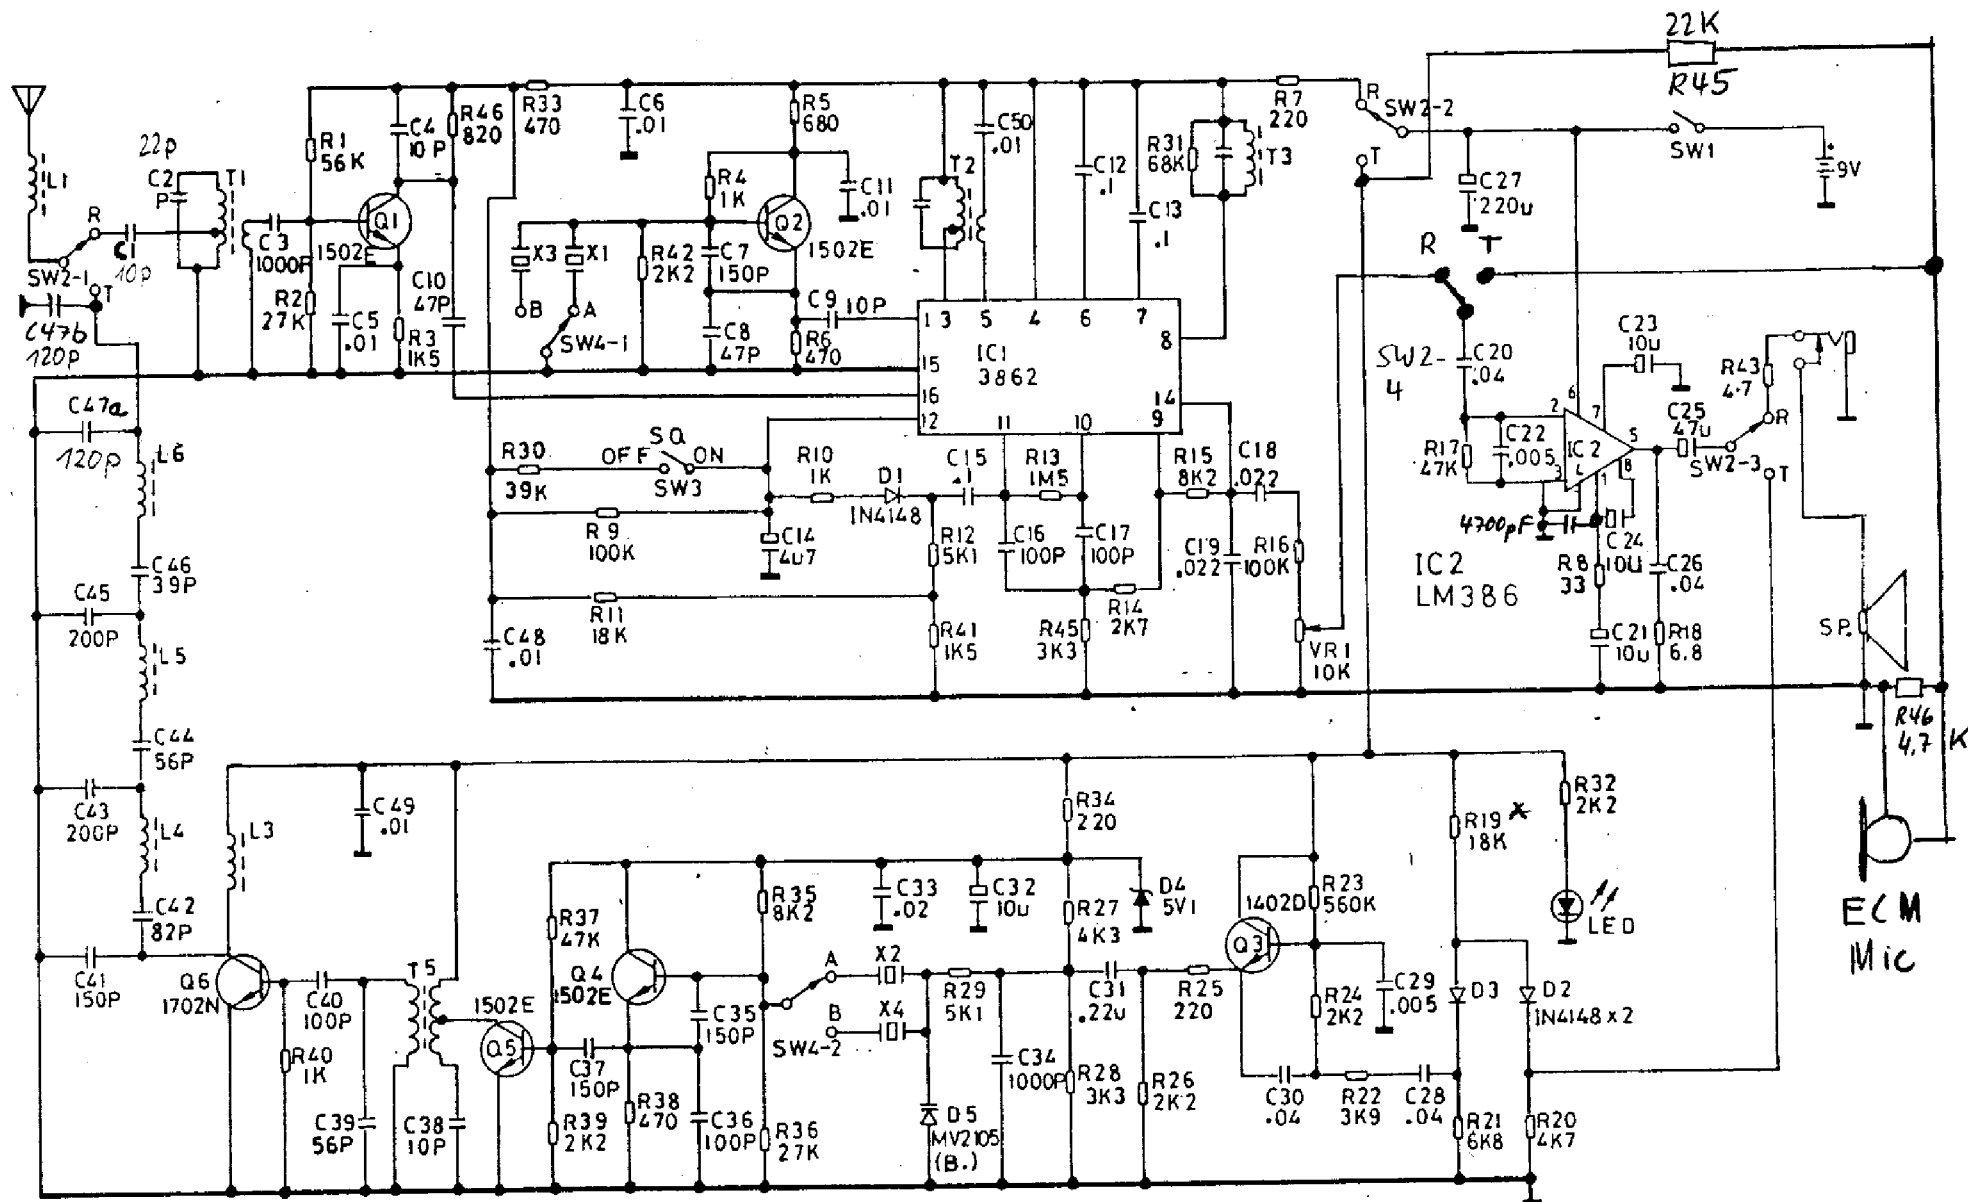 22K
R45
22p
C2
P
T1
L1
R
C1
10p
SW2-1
T
C47b
120p
C3
1000P
R1
56K
R2
27K
C4
10P
Q1
1502E
C5
.01
R3
1K5
R46
820
C10
47P
R33
470
C6
.01
R5
680
R4
1K
C11
.01
Q2
1502E
X3
X1
R42
2K2
C7
150P
B
A
SW4-1
C8
47P
C9
10P
R6
470
T2
C50
.01
C12
.1
C13
.1
R31
68K
T3
R7
220
R
SW2-2
T
SW1
9V
C27
220u
R
T
1
3
5
4
6
7
8
15
IC1
3862
16
14
12
11
10
9
SW2-
4
C20
.04
C23
10u
R43
4.7
C25
47u
2
6
7
5
IC2
3
4
1
8
R
SW2-3
T
R17
47K
C22
.005
4700pF
C24
10u
IC2
LM386
R8
33
C21
10u
C26
.04
R18
6.8
SP.
C47a
120p
L6
C46
39P
C45
200P
L5
C44
56P
C43
200P
L4
C42
82P
C41
150P
R30
39K
OFF
SQ
ON
SW3
R9
100K
R10
1K
D1
1N4148
C14
4u7
C15
.1
R12
5K1
R13
1M5
C16
100P
C17
100P
R15
8K2
C18
.022
C19
.022
R16
100K
R11
18K
C48
.01
R41
1K5
R45
3K3
R14
2K7
VR1
10K
R46
4,7
K
ECM
Mic
L3
C49
.01
R34
220
R19 x
18K
R32
2K2
LED
R37
47K
Q4
1502E
R35
8K2
C33
.02
C32
10u
R27
4K3
D4
5V1
1402D
R23
560K
Q3
Q6
1702N
C40
100P
T5
1502E
Q5
R40
1K
C39
56P
C38
10P
C37
150P
R39
2K2
R38
470
C35
150P
C36
100P
A
X2
B
X4
SW4-2
R36
27K
R29
5K1
D5
MV2105
(B.)
C34
1000P
R28
3K3
C31
.22u
R25
220
R26
2K2
R24
2K2
C29
.005
C30
.04
R22
3K9
C28
.04
D3
D2
1N4148 x 2
R21
6K8
R20
4K7